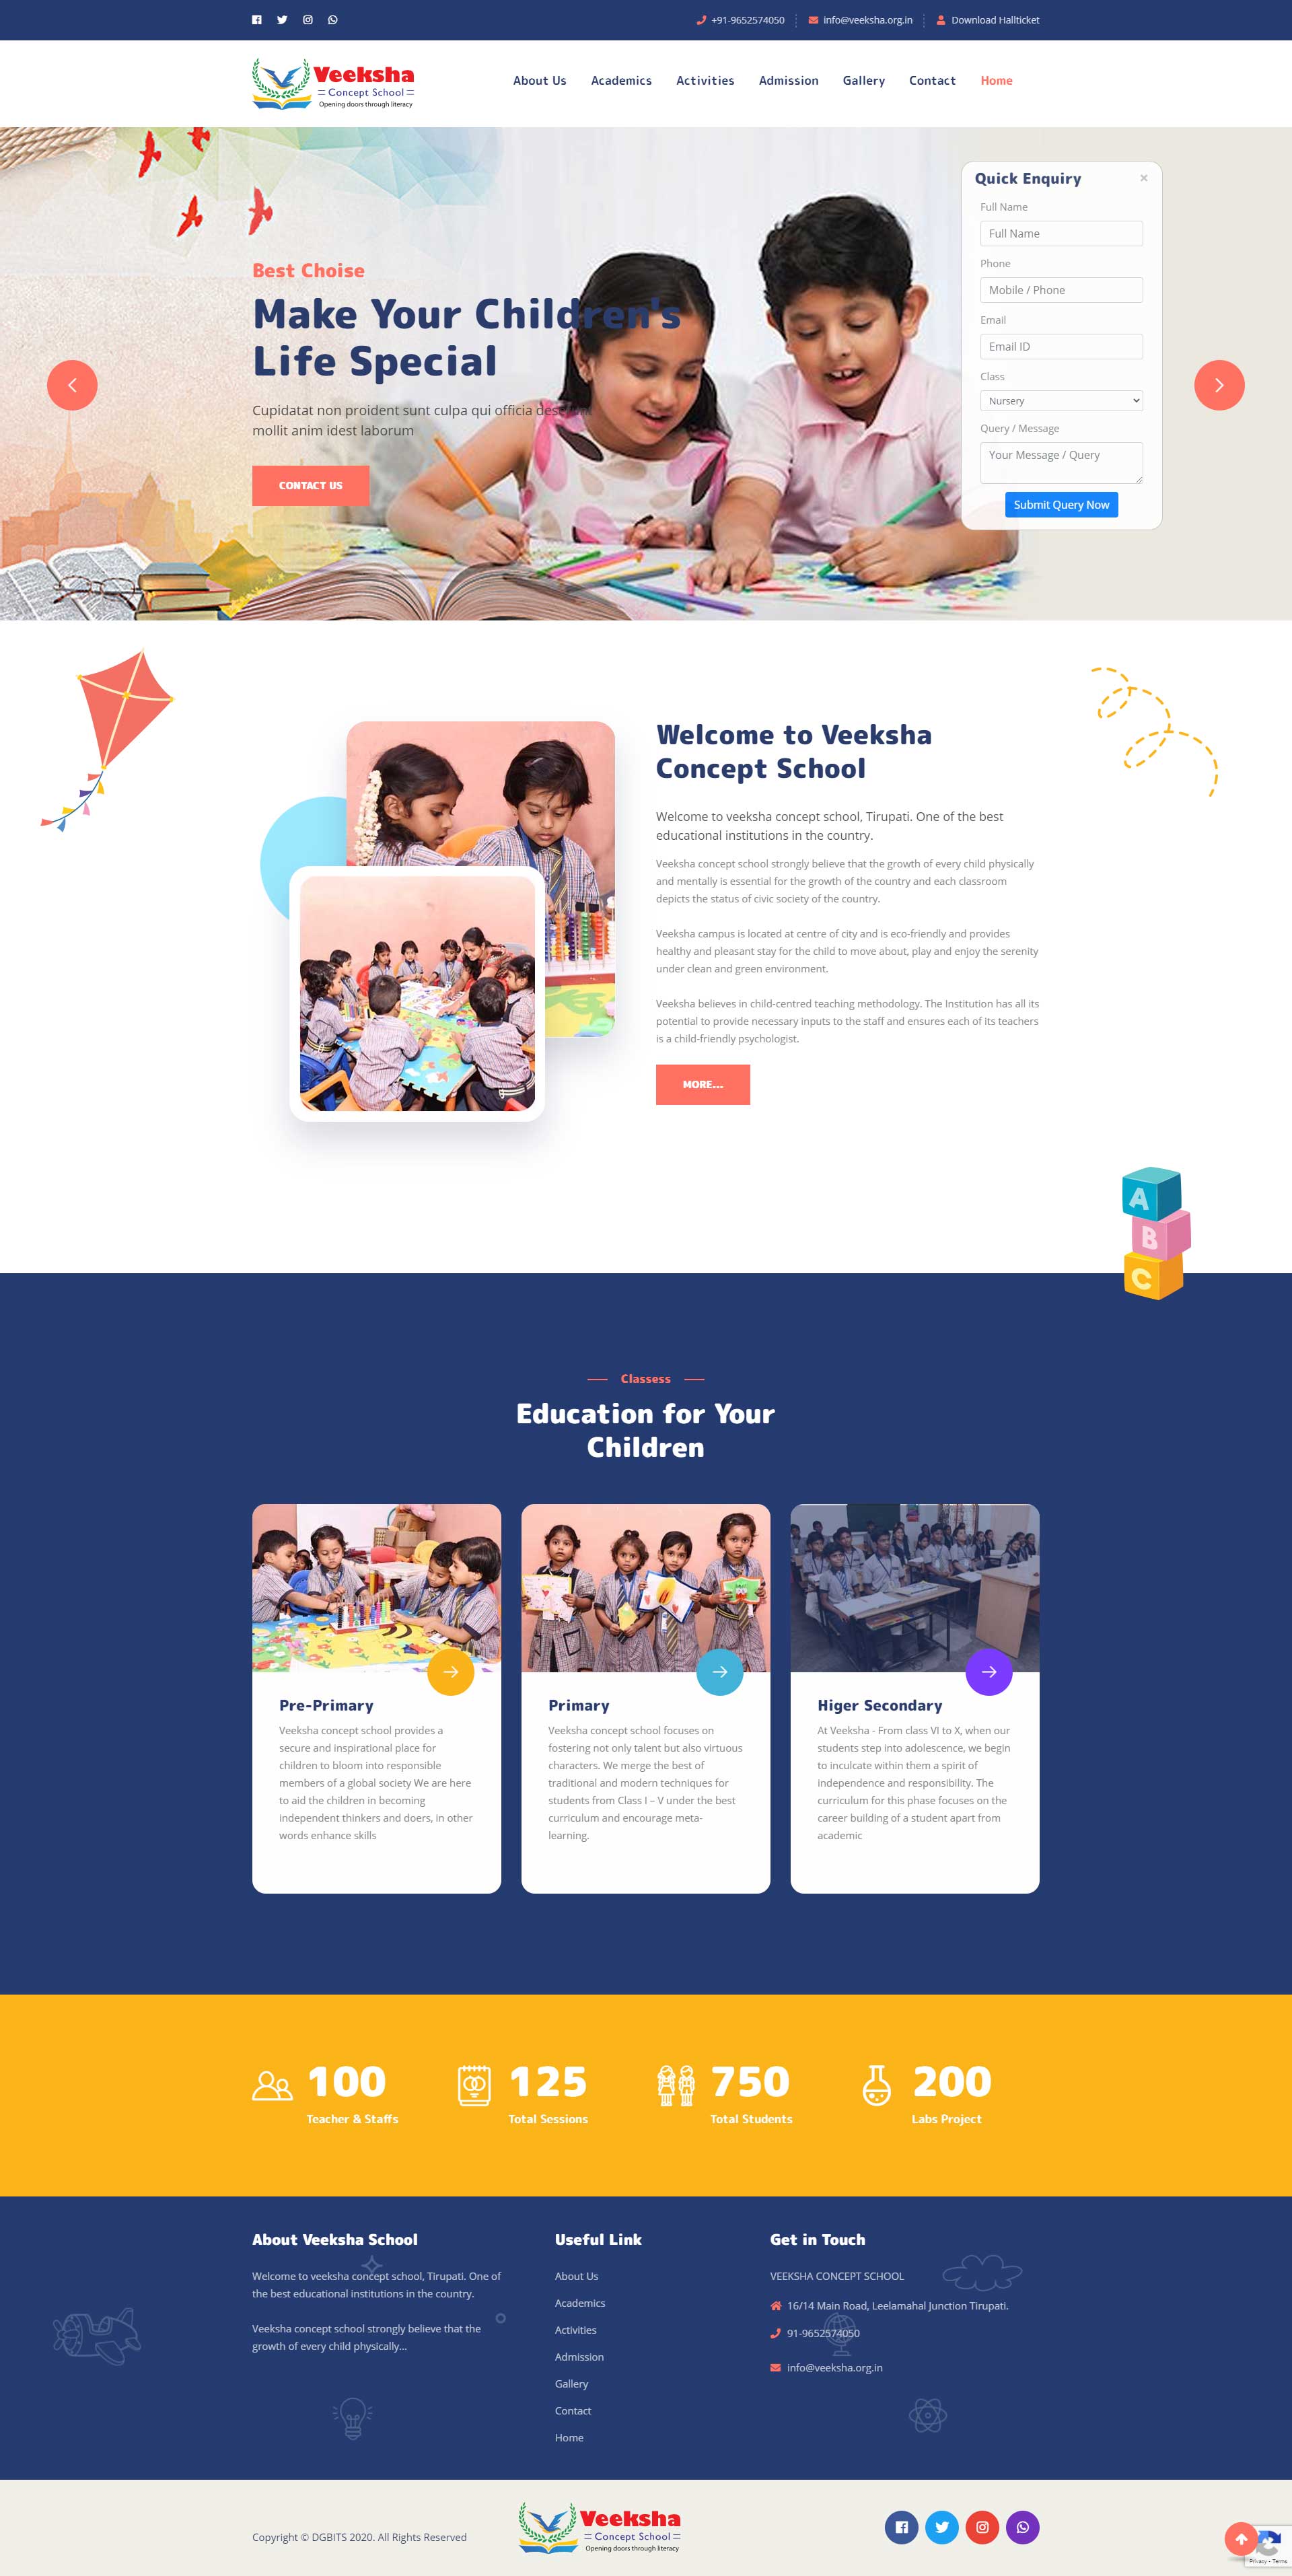 +91-9652574050
info@veeksha.org.in
Download Hallticket
Veeksha
Concept School
Opening doors through literacy
About Us
Academics
Activities
Admission
Gallery
Contact
Home
Best Choise
Make Your Children's
Life Special
Cupidatat non proident sunt culpa qui officia deserunt
mollit anim idest laborum
CONTACT US
Quick Enquiry
×
Full Name
Full Name
Phone
Mobile / Phone
Email
Email ID
Class
Nursery
Query / Message
Your Message / Query
Submit Query Now
Welcome to Veeksha
Concept School
Welcome to veeksha concept school, Tirupati. One of the best
educational institutions in the country.
Veeksha concept school strongly believe that the growth of every child physically
and mentally is essential for the growth of the country and each classroom
depicts the status of civic society of the country.
Veeksha campus is located at centre of city and is eco-friendly and provides
healthy and pleasant stay for the child to move about, play and enjoy the serenity
under clean and green environment.
Veeksha believes in child-centred teaching methodology. The Institution has all its
potential to provide necessary inputs to the staff and ensures each of its teachers
is a child-friendly psychologist.
MORE...
A
B
C
Classess
Education for Your
Children
Pre-Primary
Veeksha concept school provides a
secure and inspirational place for
children to bloom into responsible
members of a global society We are here
to aid the children in becoming
independent thinkers and doers, in other
words enhance skills
Primary
Veeksha concept school focuses on
fostering not only talent but also virtuous
characters. We merge the best of
traditional and modern techniques for
students from Class I – V under the best
curriculum and encourage meta-
learning.
Higer Secondary
At Veeksha - From class VI to X, when our
students step into adolescence, we begin
to inculcate within them a spirit of
independence and responsibility. The
curriculum for this phase focuses on the
career building of a student apart from
academic
100
Teacher & Staffs
125
Total Sessions
750
Total Students
200
Labs Project
About Veeksha School
Welcome to veeksha concept school, Tirupati. One of
the best educational institutions in the country.
Veeksha concept school strongly believe that the
growth of every child physically...
Useful Link
About Us
Academics
Activities
Admission
Gallery
Contact
Home
Get in Touch
VEEKSHA CONCEPT SCHOOL
16/14 Main Road, Leelamahal Junction Tirupati.
91-9652574050
info@veeksha.org.in
Copyright © DGBITS 2020. All Rights Reserved
Veeksha
Concept School
Opening doors through literacy
Privacy - Terms